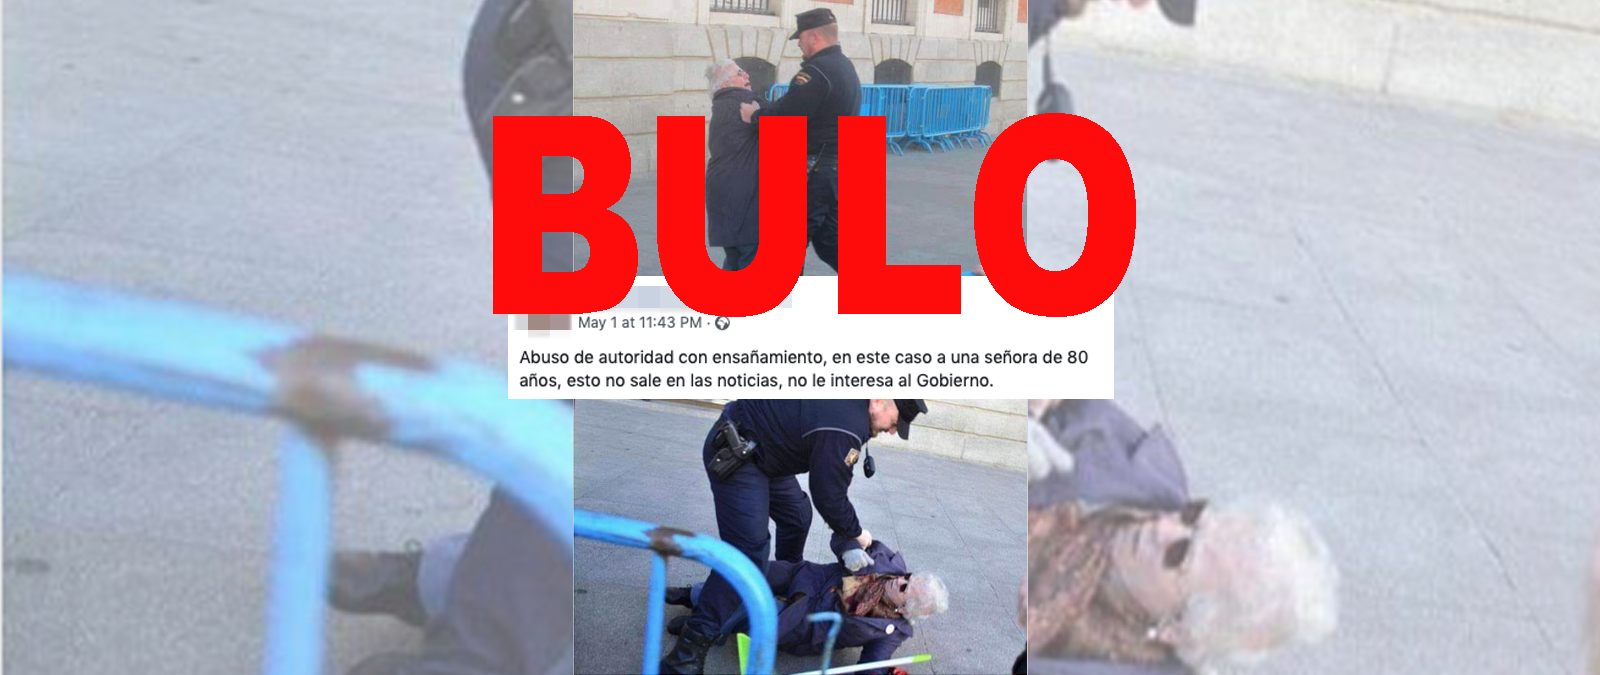 BULO
May 1 at 11:43 PM ·
Abuso de autoridad con ensañamiento, en este caso a una señora de 80
años, esto no sale en las noticias, no le interesa al Gobierno.